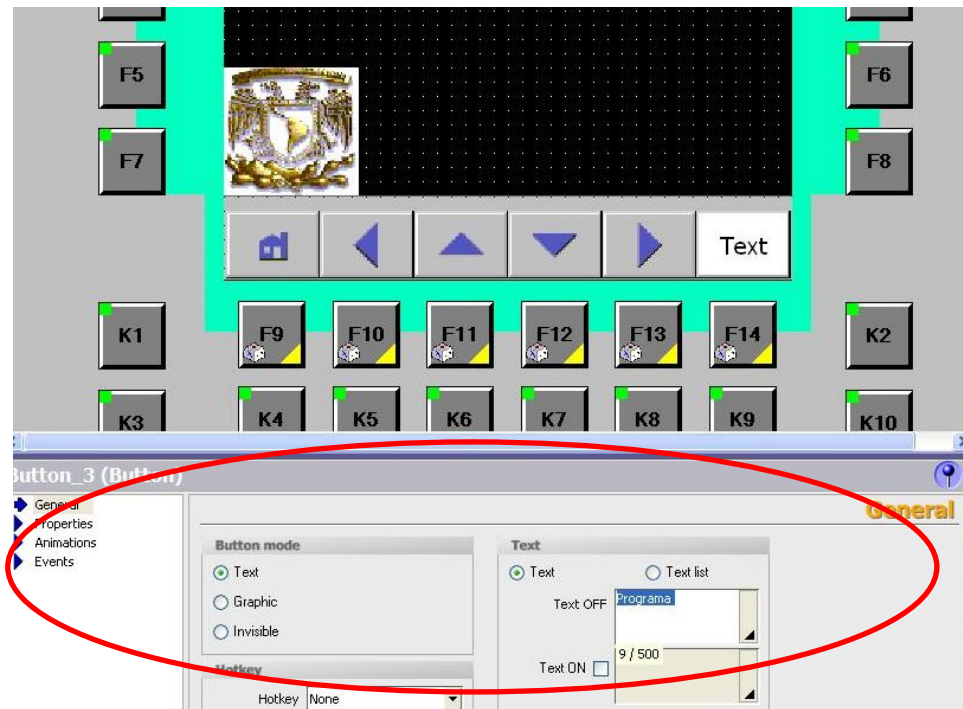 F5 F6
F7 F8
Text
K1 F9 F10 F11 F12 F13 F14 K2
K3 K4 K5 K6 K7 K8 K9 K10
Button_3 (Button)
General
General
Properties
Animations
Events
Button mode
Text
Graphic
Invisible
Hotkey
Hotkey None
Text
Text Text list
Text OFF Programa
9 / 500
Text ON